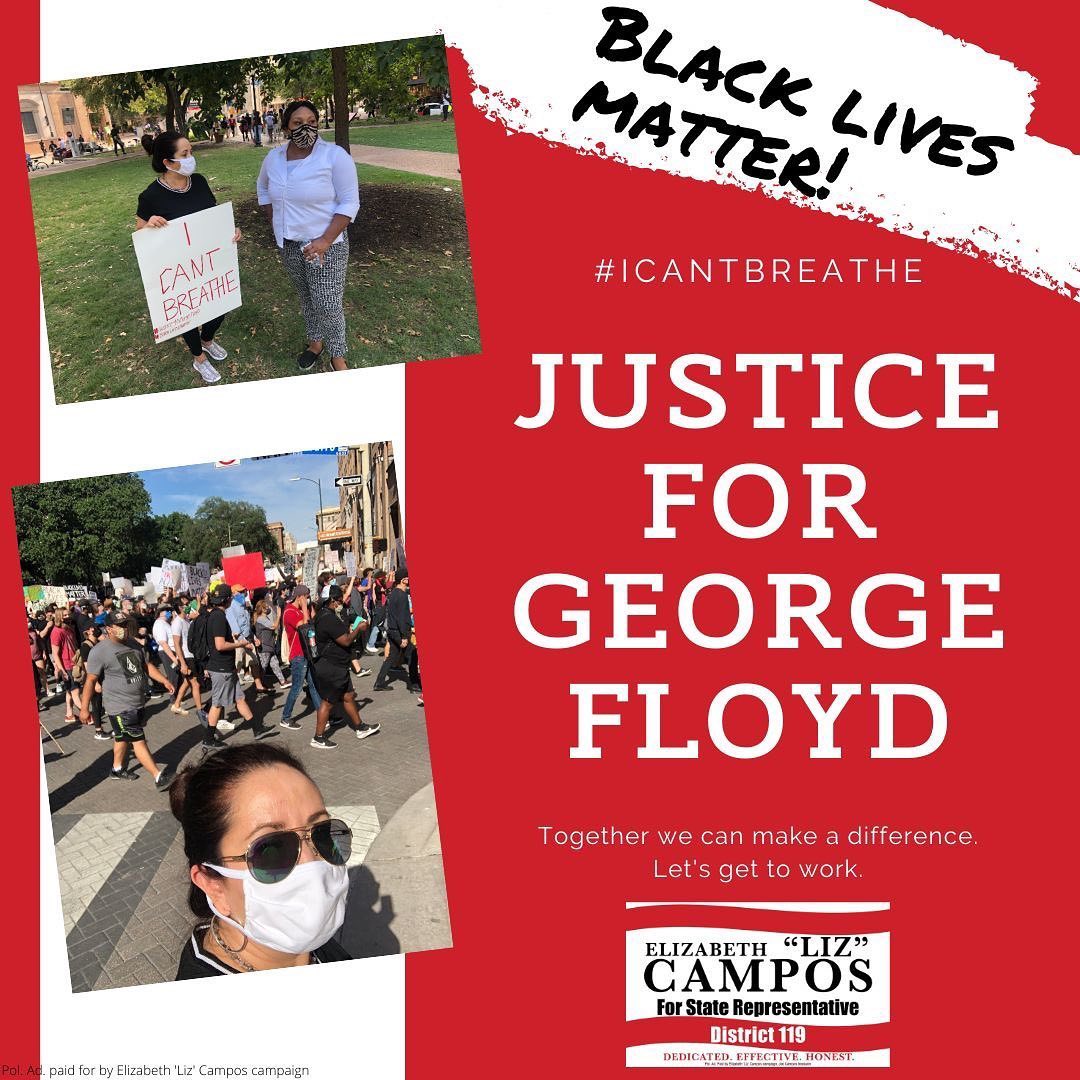 BLACK LIVES
MATTER!
#ICANTBREATHE
JUSTICE
FOR
GEORGE
FLOYD
Together we can make a difference.
Let's get to work.
I
CANT
BREATHE
ELIZABETH “LIZ”
CAMPOS
For State Representative
District 119
DEDICATED. EFFECTIVE. HONEST.
Pol. Ad. paid for by Elizabeth 'Liz' Campos campaign